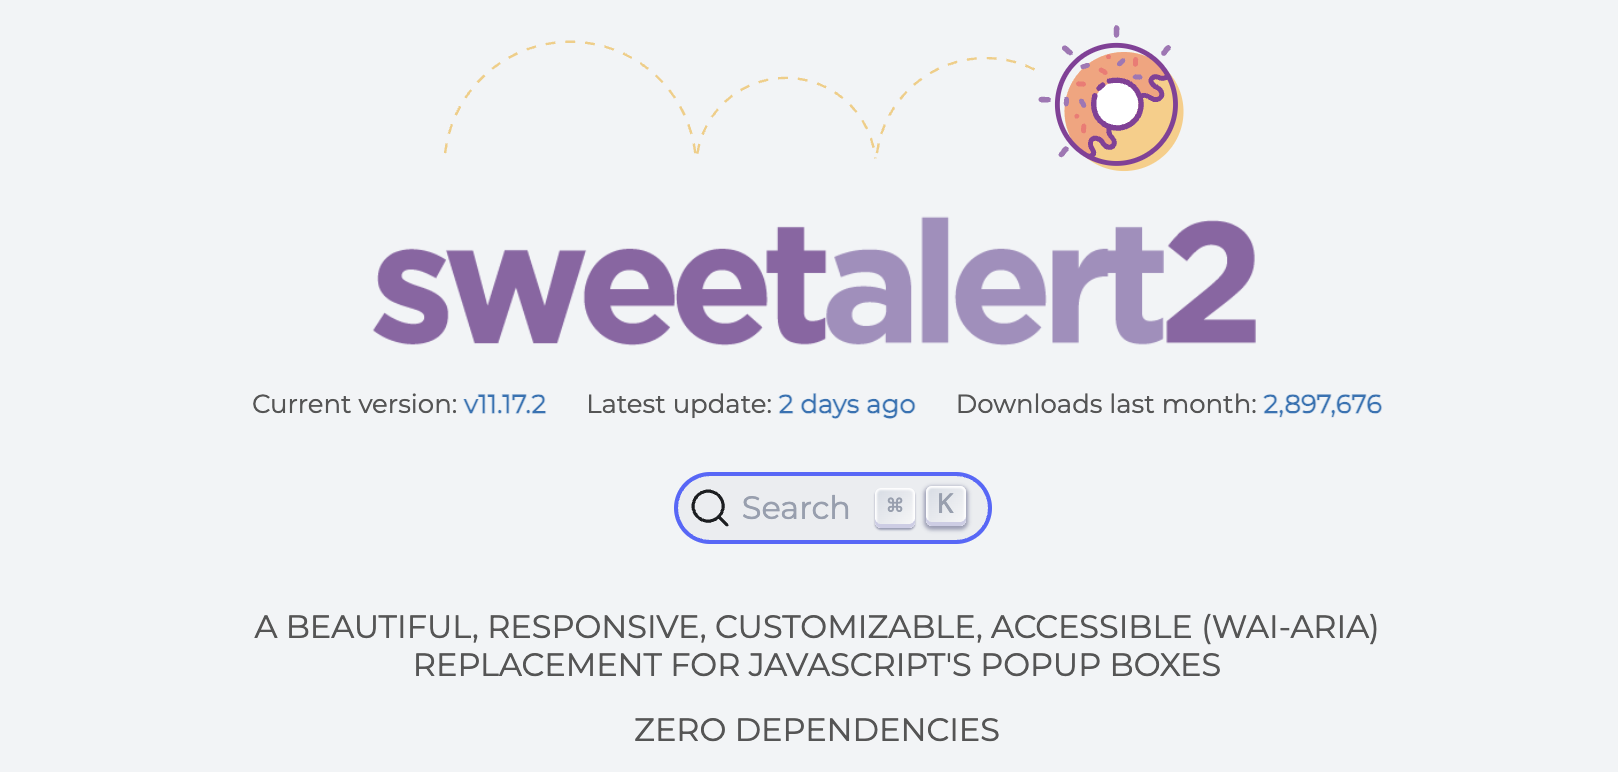 sweetalert2
Current version: v11.17.2 Latest update: 2 days ago Downloads last month: 2,897,676
Search ⌘ K
A BEAUTIFUL, RESPONSIVE, CUSTOMIZABLE, ACCESSIBLE (WAI-ARIA)
REPLACEMENT FOR JAVASCRIPT'S POPUP BOXES
ZERO DEPENDENCIES